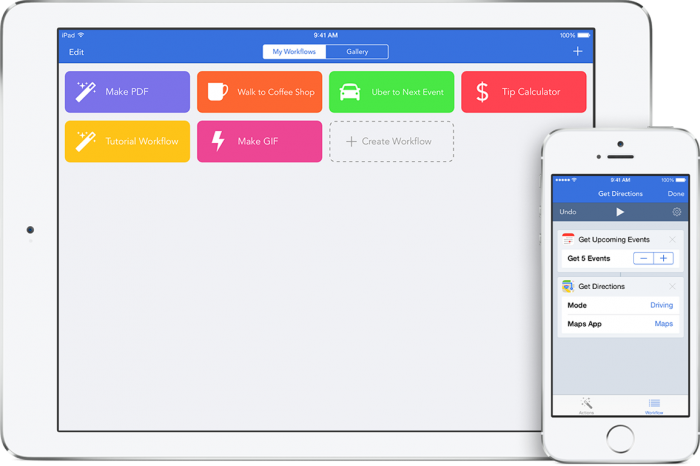 iPad 9:41 AM 100%
Edit My Workflows Gallery +
Make PDF Walk to Coffee Shop Uber to Next Event $ Tip Calculator
Tutorial Workflow Make GIF + Create Workflow
9:41 AM 100%
Get Directions Done
Undo
Get Upcoming Events
Get 5 Events − +
Get Directions
Mode Driving
Maps App Maps
Actions Workflow